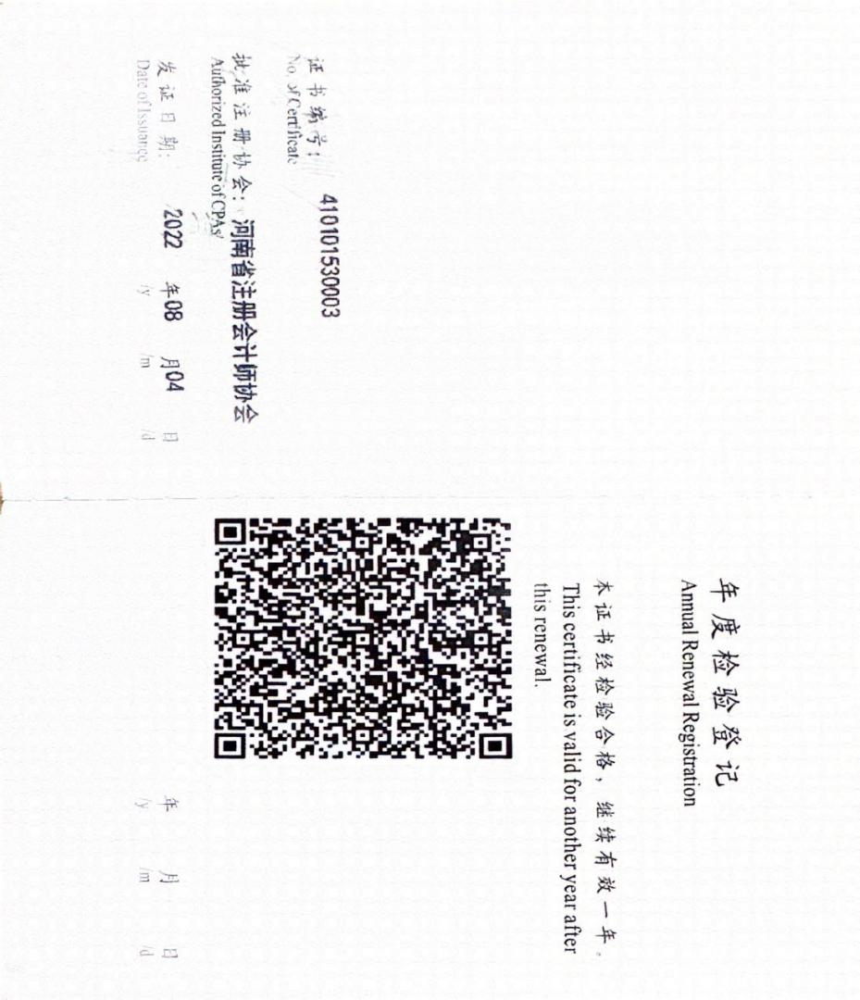 证书编号：
No. of Certificate
410101530003
批准注册协会：河南省注册会计师协会
Authorized Institute of CPAs
发证日期：2022年08月04日
Date of Issuance /y /m /d
年度检验登记
Annual Renewal Registration
本证书经检验合格，继续有效一年。
This certificate is valid for another year after
this renewal.
年 月 日
/y /m /d